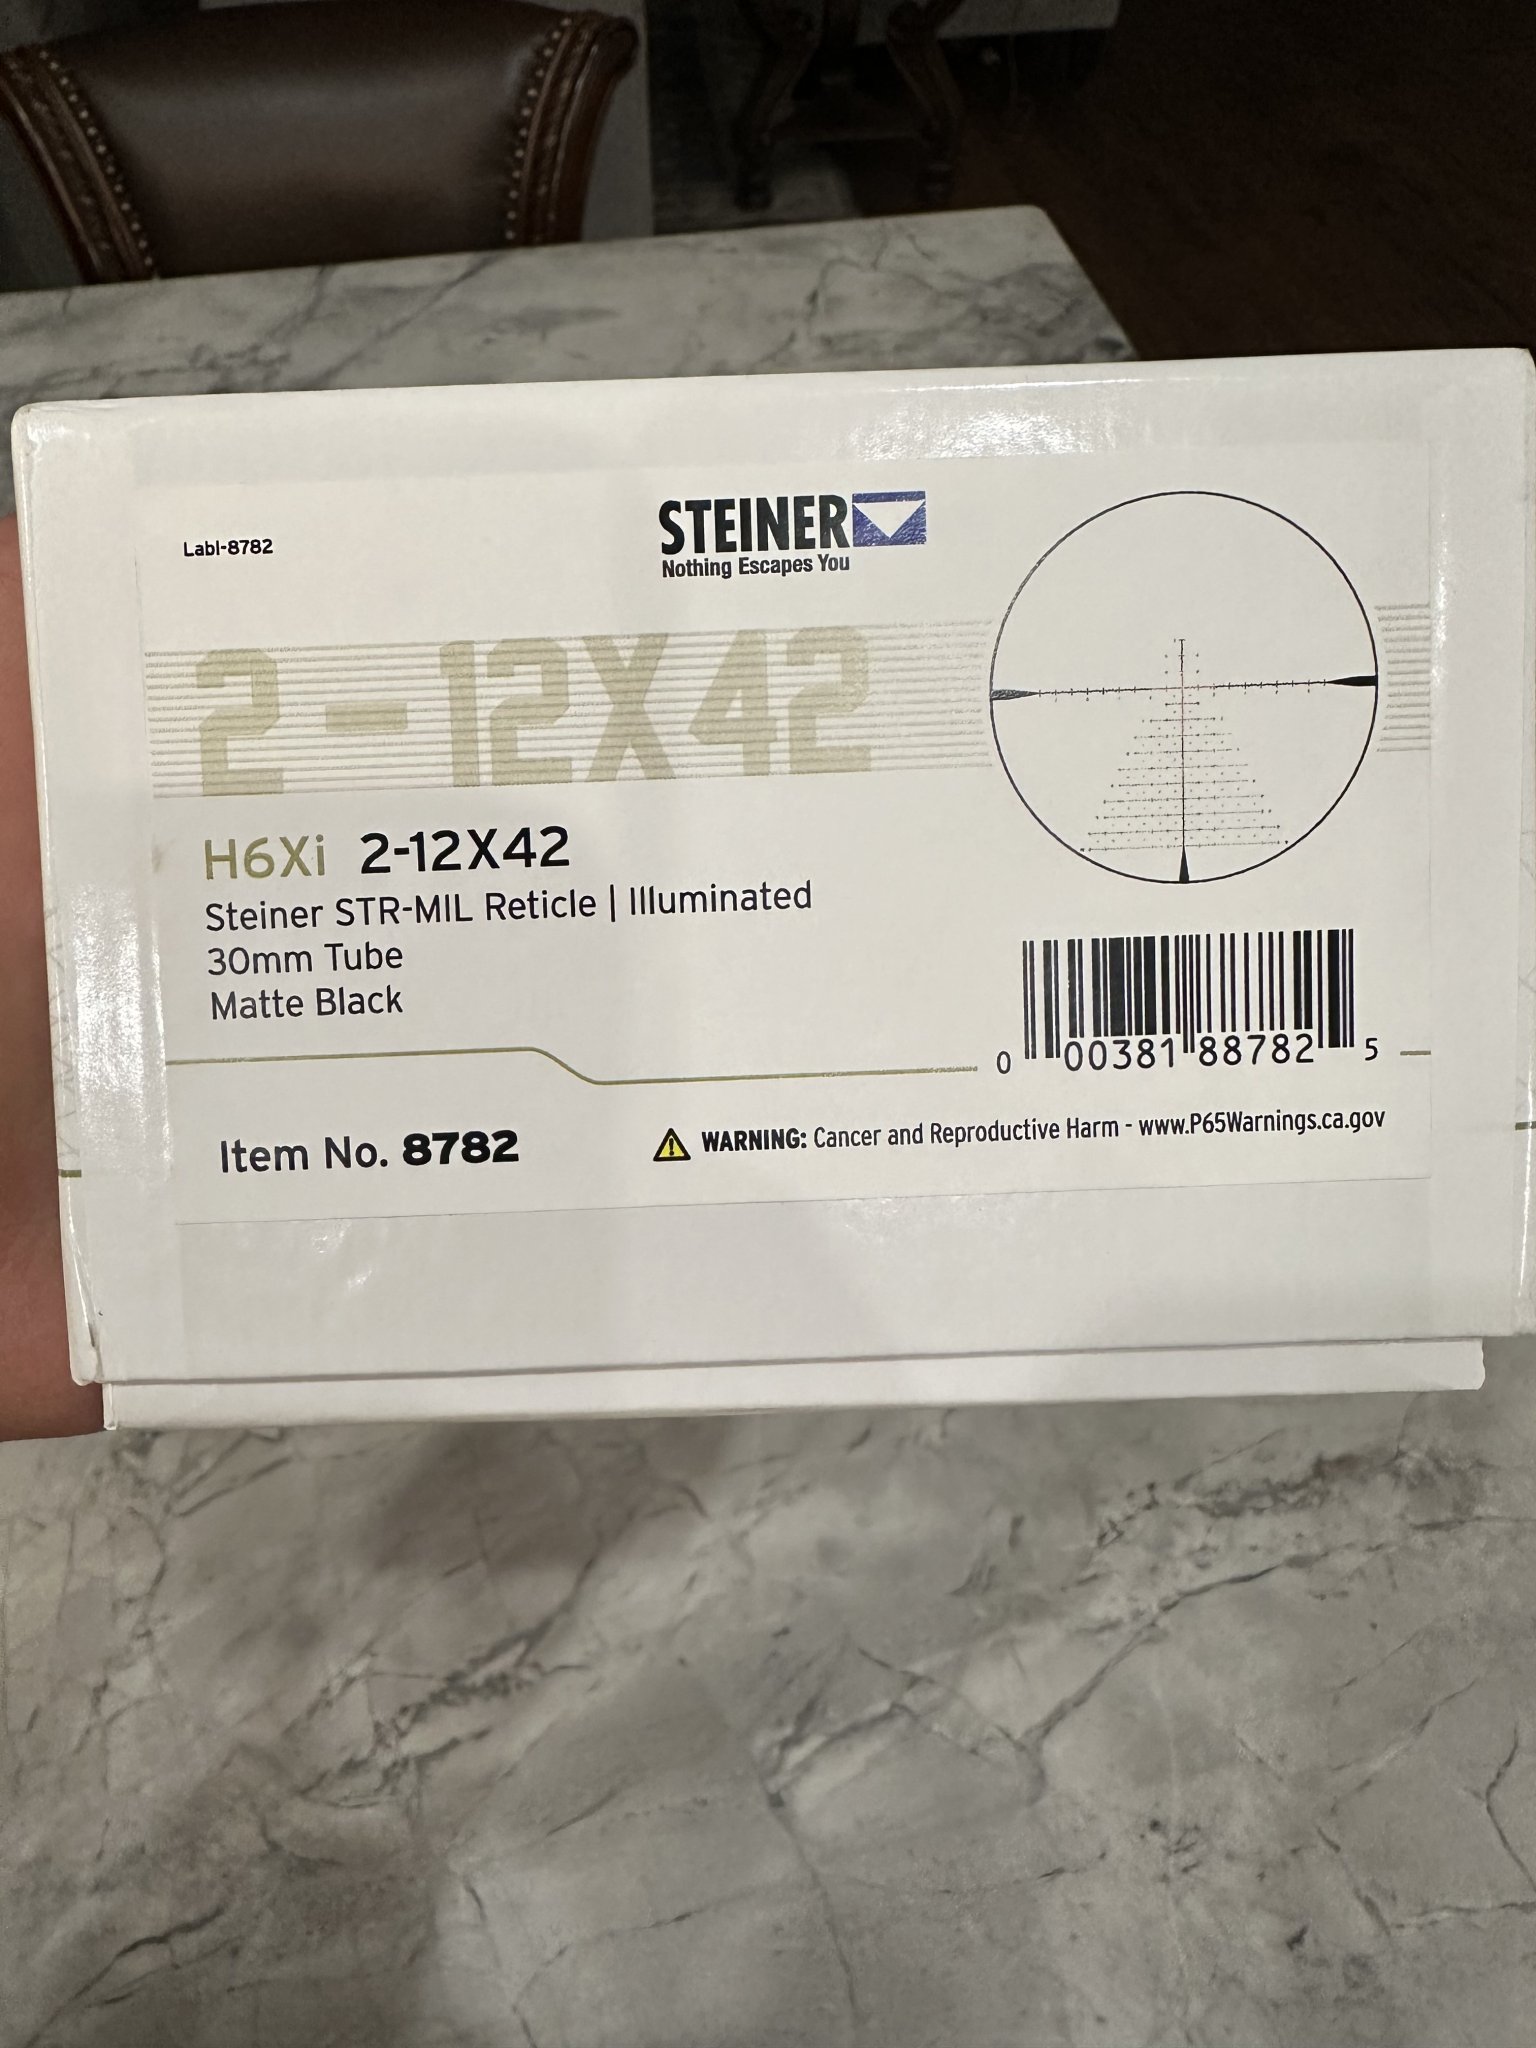 Labl-8782
STEINER
Nothing Escapes You
2-12X42
H6Xi 2-12X42
Steiner STR-MIL Reticle | Illuminated
30mm Tube
Matte Black
0 00381 88782 5
Item No. 8782
WARNING: Cancer and Reproductive Harm - www.P65Warnings.ca.gov